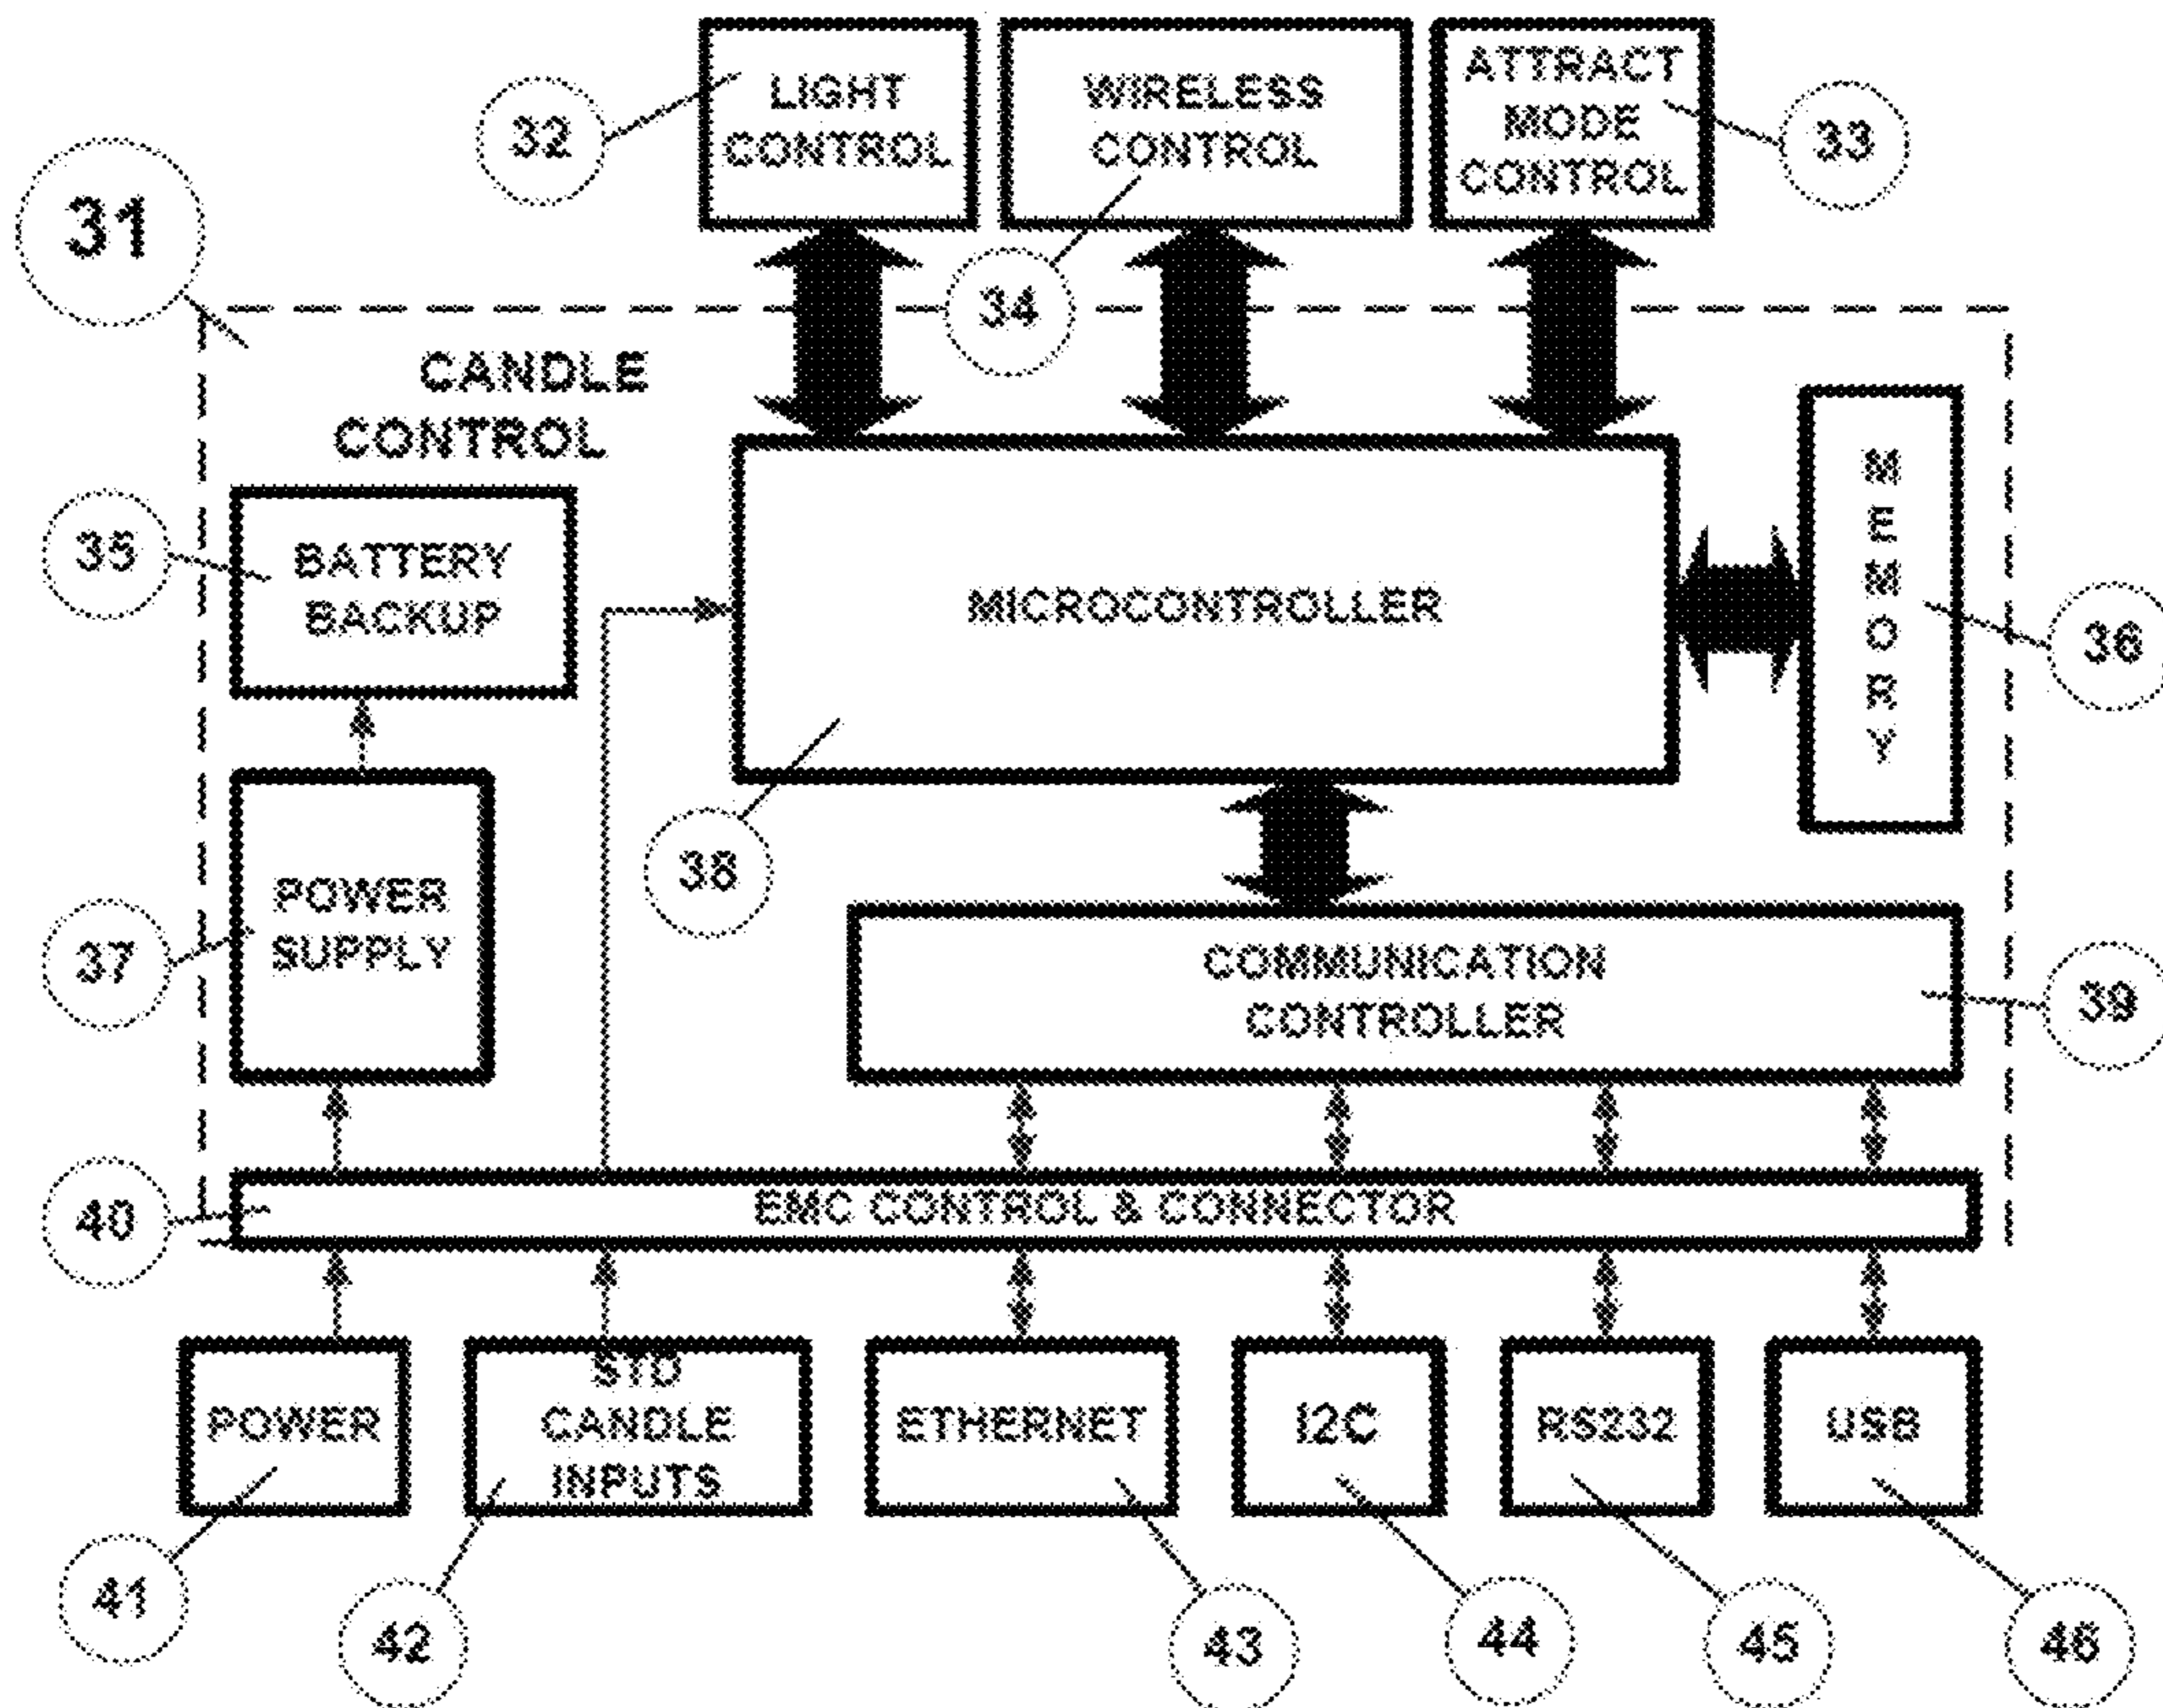 LIGHT
CONTROL
32
WIRELESS
CONTROL
34
ATTRACT
MODE
CONTROL
33
31
CANDLE
CONTROL
BATTERY
BACKUP
35
MICROCONTROLLER
38
MEMORY
36
POWER
SUPPLY
37
COMMUNICATION
CONTROLLER
39
EMC CONTROL & CONNECTOR
40
POWER
41
STD
CANDLE
INPUTS
42
ETHERNET
43
I2C
44
RS232
45
USB
46